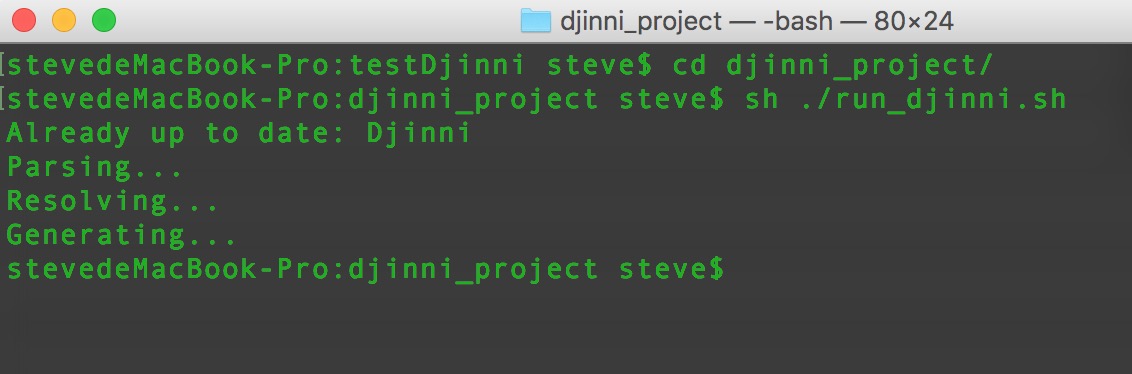 djinni_project — -bash — 80×24
[stevedeMacBook-Pro:testDjinni steve$ cd djinni_project/
[stevedeMacBook-Pro:djinni_project steve$ sh ./run_djinni.sh
Already up to date: Djinni
Parsing...
Resolving...
Generating...
stevedeMacBook-Pro:djinni_project steve$